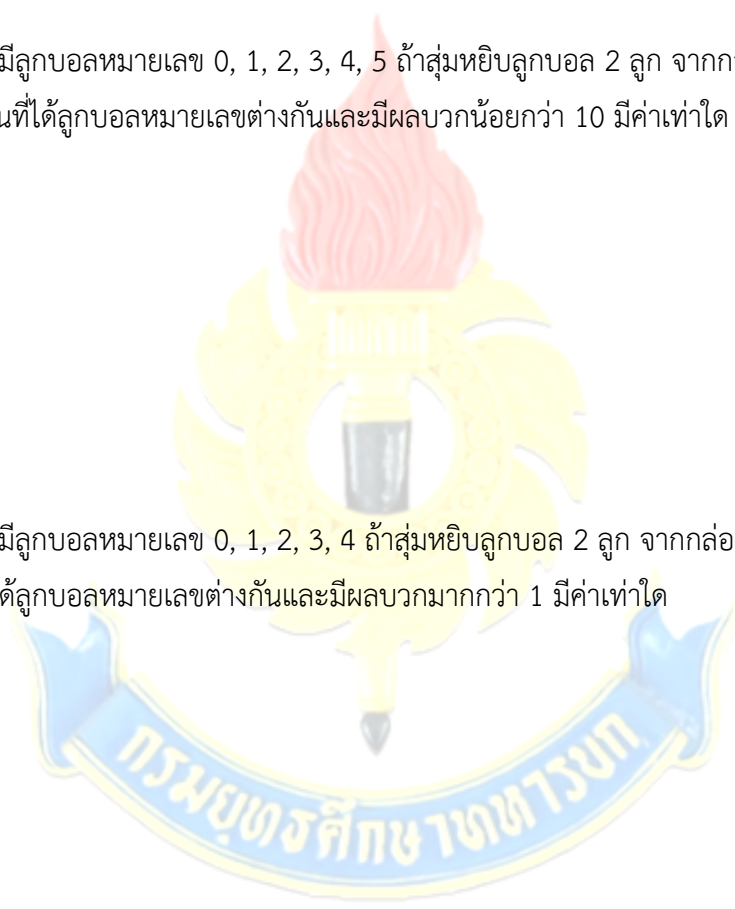 มีลูกบอลหมายเลข 0, 1, 2, 3, 4, 5 ถ้าสุ่มหยิบลูกบอล 2 ลูก จากก
นที่ได้ลูกบอลหมายเลขต่างกันและมีผลบวกน้อยกว่า 10 มีค่าเท่าใด
มีลูกบอลหมายเลข 0, 1, 2, 3, 4 ถ้าสุ่มหยิบลูกบอล 2 ลูก จากกล่อ
ด้ลูกบอลหมายเลขต่างกันและมีผลบวกมากกว่า 1 มีค่าเท่าใด
กรมยุทธศึกษาทหารบก